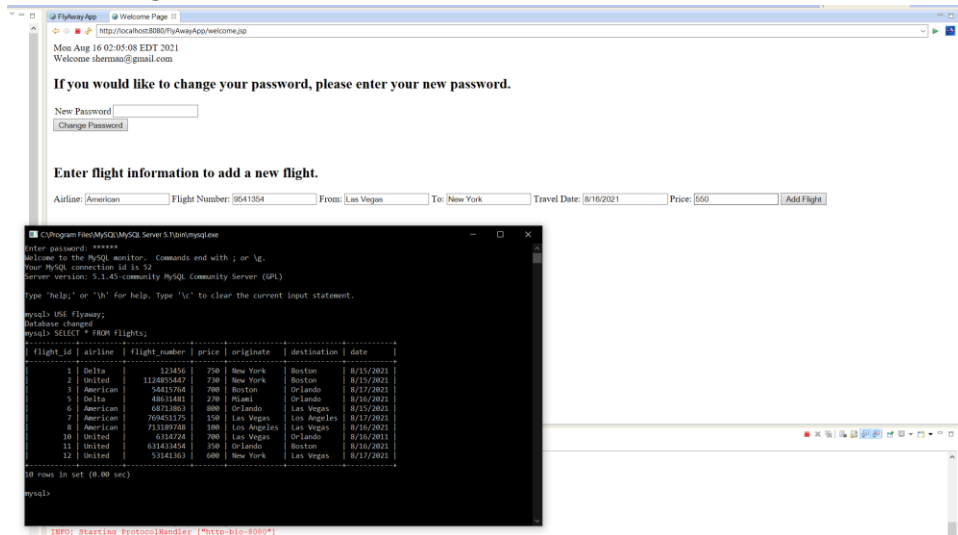 FlyAway App Welcome Page
http://localhost:8080/FlyAwayApp/welcome.jsp
Mon Aug 16 02:05:08 EDT 2021
Welcome sherman@gmail.com
If you would like to change your password, please enter your new password.
New Password
Change Password
Enter flight information to add a new flight.
Airline: American Flight Number: 9541354 From: Las Vegas To: New York Travel Date: 8/16/2021 Price: 550 Add Flight
C:\Program Files\MySQL\MySQL Server 5.1\bin\mysql.exe
Enter password: ******
Welcome to the MySQL monitor.  Commands end with ; or \g.
Your MySQL connection id is 52
Server version: 5.1.45-community MySQL Community Server (GPL)
Type 'help;' or '\h' for help. Type '\c' to clear the current input statement.
mysql> USE flyaway;
Database changed
mysql> SELECT * FROM flights;
| flight_id | airline | flight_number | price | originate | destination | date |
| 1 | Delta | 123456 | 750 | New York | Boston | 8/15/2021 |
| 2 | United | 1124855447 | 730 | New York | Boston | 8/15/2021 |
| 3 | American | 54415764 | 700 | Boston | Orlando | 8/17/2021 |
| 5 | Delta | 48631481 | 270 | Miami | Orlando | 8/16/2021 |
| 6 | American | 68713863 | 800 | Orlando | Las Vegas | 8/15/2021 |
| 7 | American | 769451175 | 150 | Las Vegas | Los Angeles | 8/17/2021 |
| 8 | American | 713189748 | 100 | Los Angeles | Las Vegas | 8/17/2021 |
| 10 | United | 6314724 | 700 | Las Vegas | Orlando | 8/16/2011 |
| 11 | United | 631433454 | 350 | Orlando | Boston | 8/16/2021 |
| 12 | United | 53141363 | 600 | New York | Las Vegas | 8/17/2021 |
10 rows in set (0.00 sec)
mysql>
INFO: Starting ProtocolHandler ["http-bio-8080"]